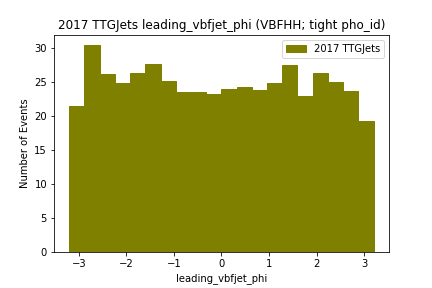 2017 TTGJets leading_vbfjet_phi (VBFHH; tight pho_id)
2017 TTGJets
Number of Events
30
25
20
15
10
5
0
−3 −2 −1 0 1 2 3
leading_vbfjet_phi